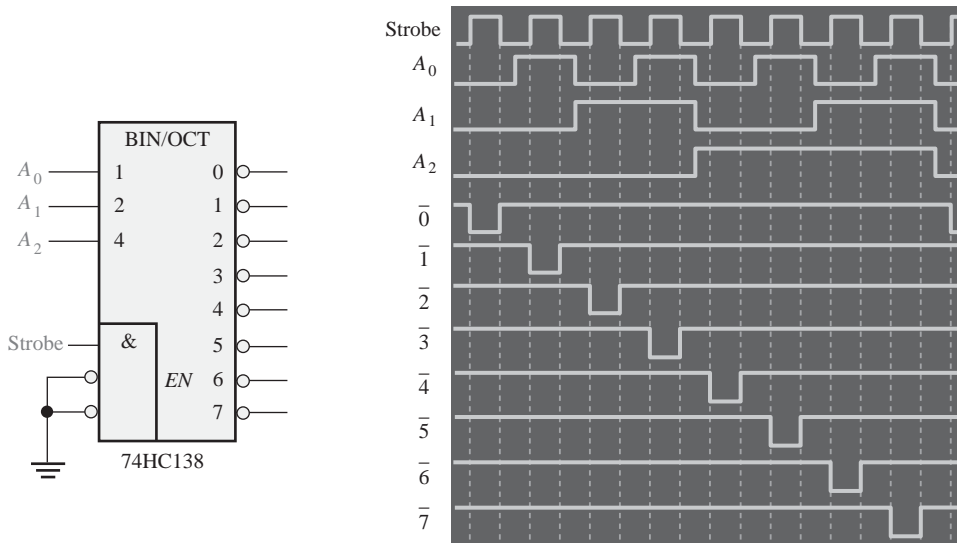 BIN/OCT
A₀ 1 0
A₁ 2 1
A₂ 4 2
3
4
Strobe & 5
EN 6
7
74HC138
Strobe
A₀
A₁
A₂
0̅
1̅
2̅
3̅
4̅
5̅
6̅
7̅